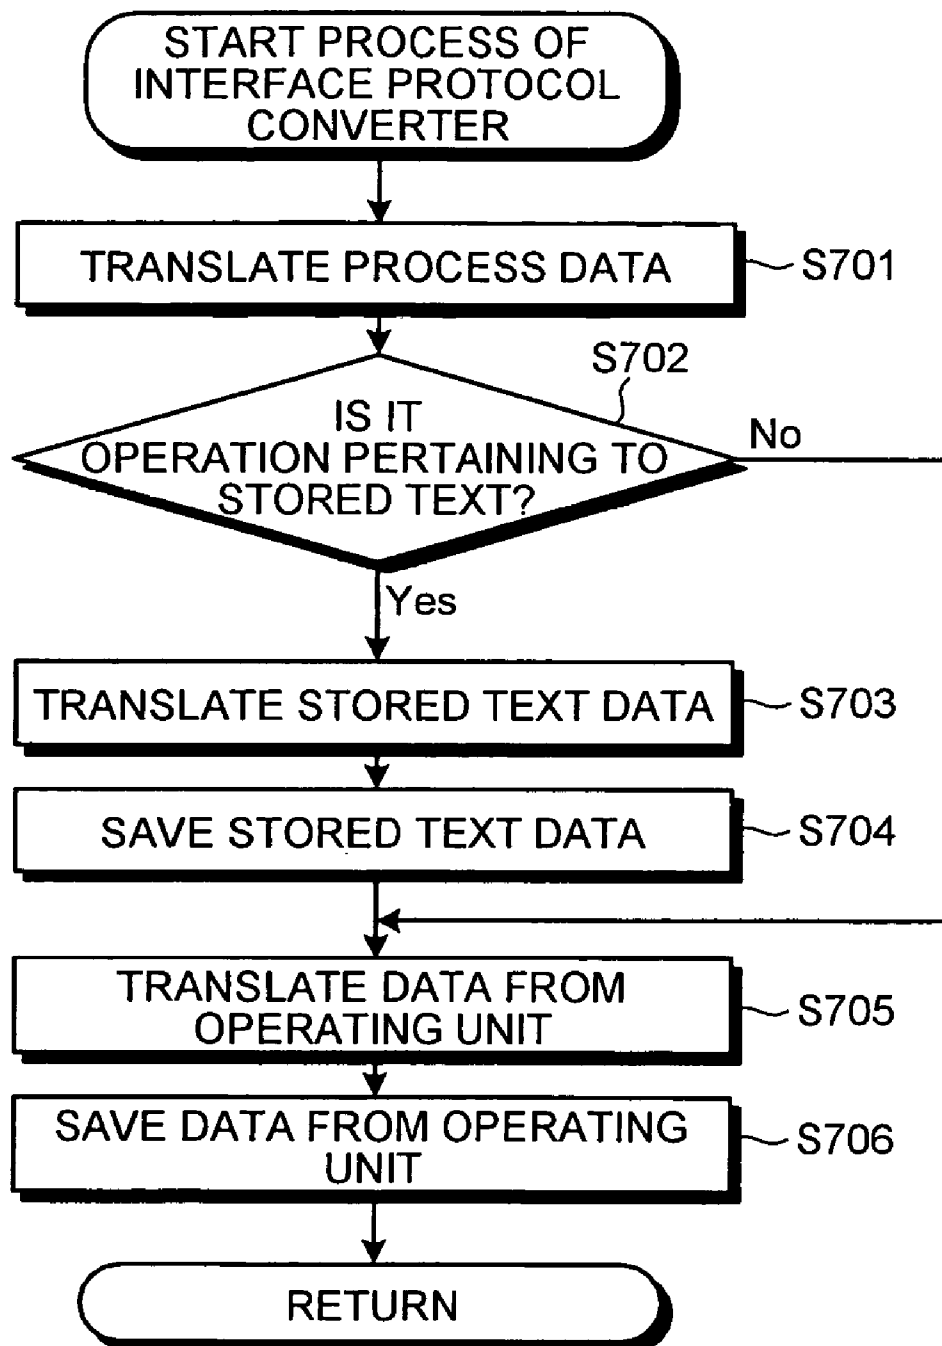 START PROCESS OF
INTERFACE PROTOCOL
CONVERTER
TRANSLATE PROCESS DATA
S701
S702
IS IT
OPERATION PERTAINING TO
STORED TEXT?
No
Yes
TRANSLATE STORED TEXT DATA
S703
SAVE STORED TEXT DATA
S704
TRANSLATE DATA FROM
OPERATING UNIT
S705
SAVE DATA FROM OPERATING
UNIT
S706
RETURN